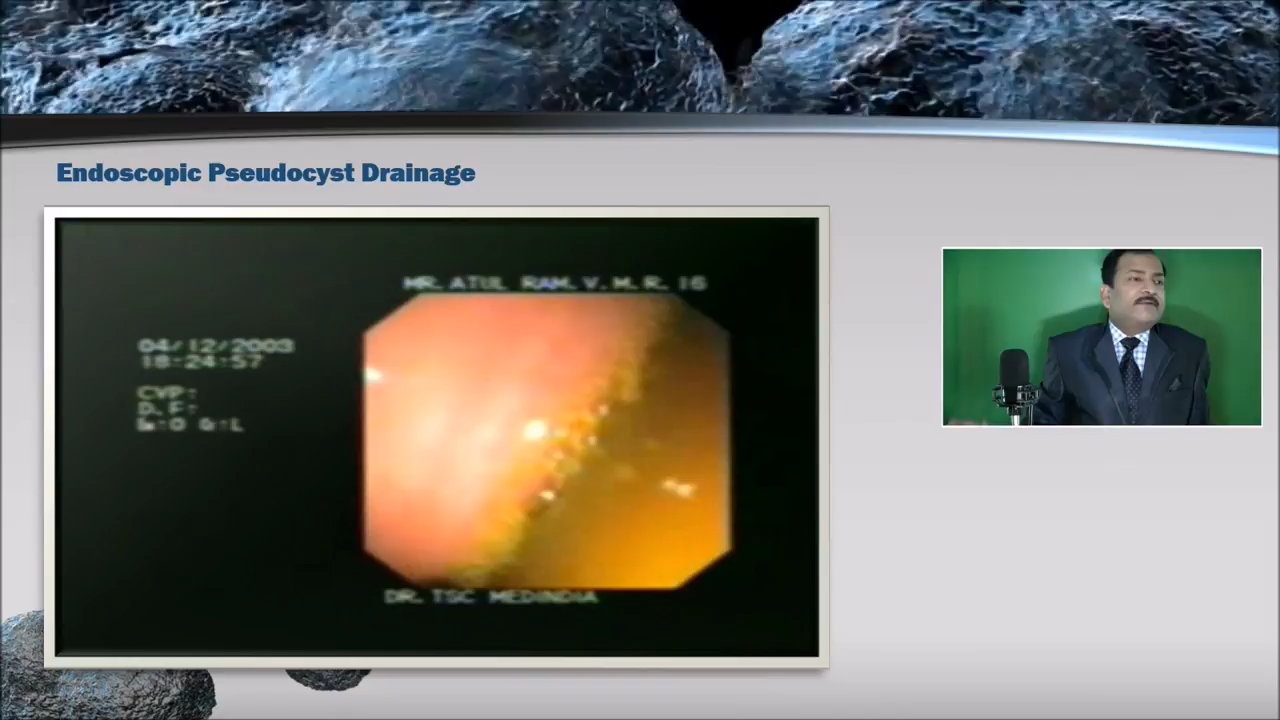 Endoscopic Pseudocyst Drainage
MR. ATUL RAM. V. M. R. 16
04/12/2003
18:24:57
CVP:
D. F:
G:L
DR. TSC MEDINDIA